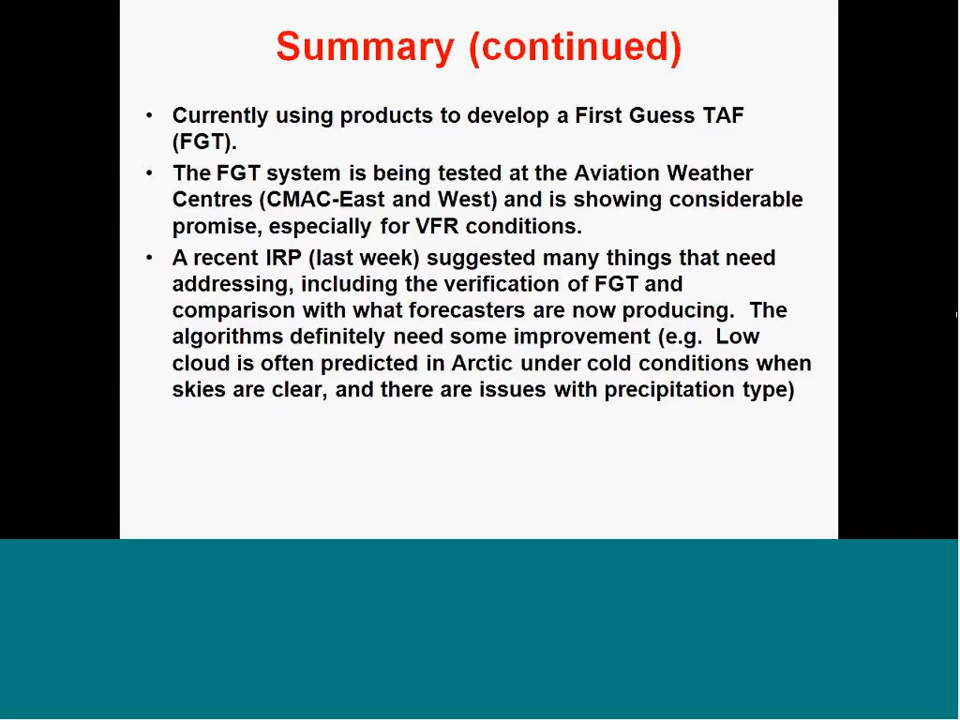 Summary (continued)
• Currently using products to develop a First Guess TAF
(FGT).
• The FGT system is being tested at the Aviation Weather
Centres (CMAC-East and West) and is showing considerable
promise, especially for VFR conditions.
• A recent IRP (last week) suggested many things that need
addressing, including the verification of FGT and
comparison with what forecasters are now producing.  The
algorithms definitely need some improvement (e.g.  Low
cloud is often predicted in Arctic under cold conditions when
skies are clear, and there are issues with precipitation type)